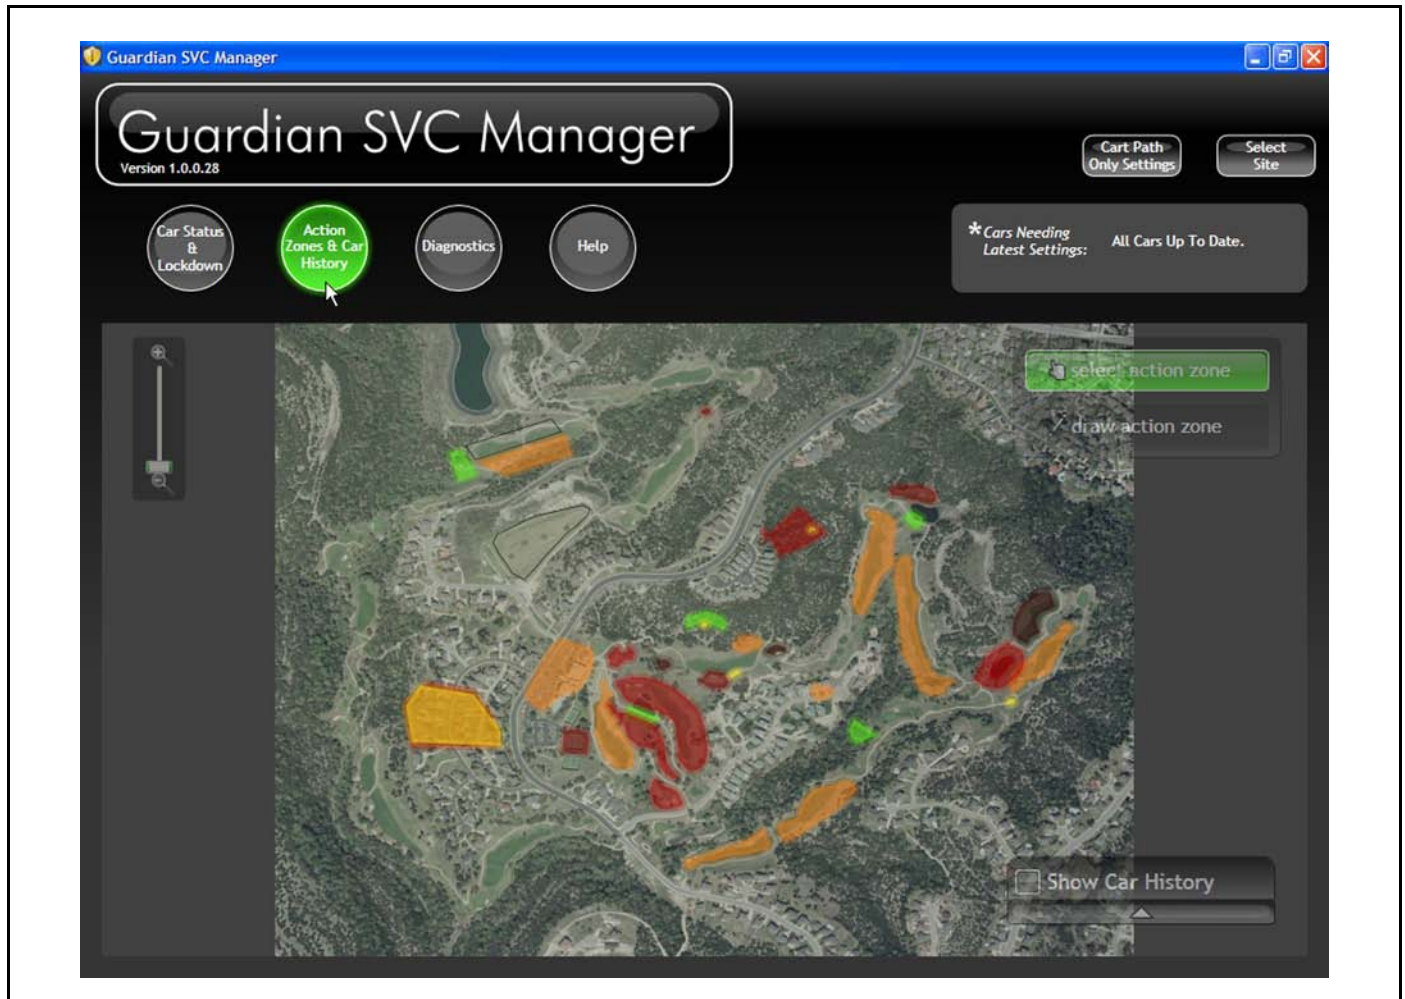 Guardian SVC Manager
Guardian SVC Manager
Version 1.0.0.28
Cart Path
Only Settings
Select
Site
Car Status
&
Lockdown
Action
Zones & Car
History
Diagnostics
Help
*Cars Needing
Latest Settings:
All Cars Up To Date.
select action zone
draw action zone
Show Car History